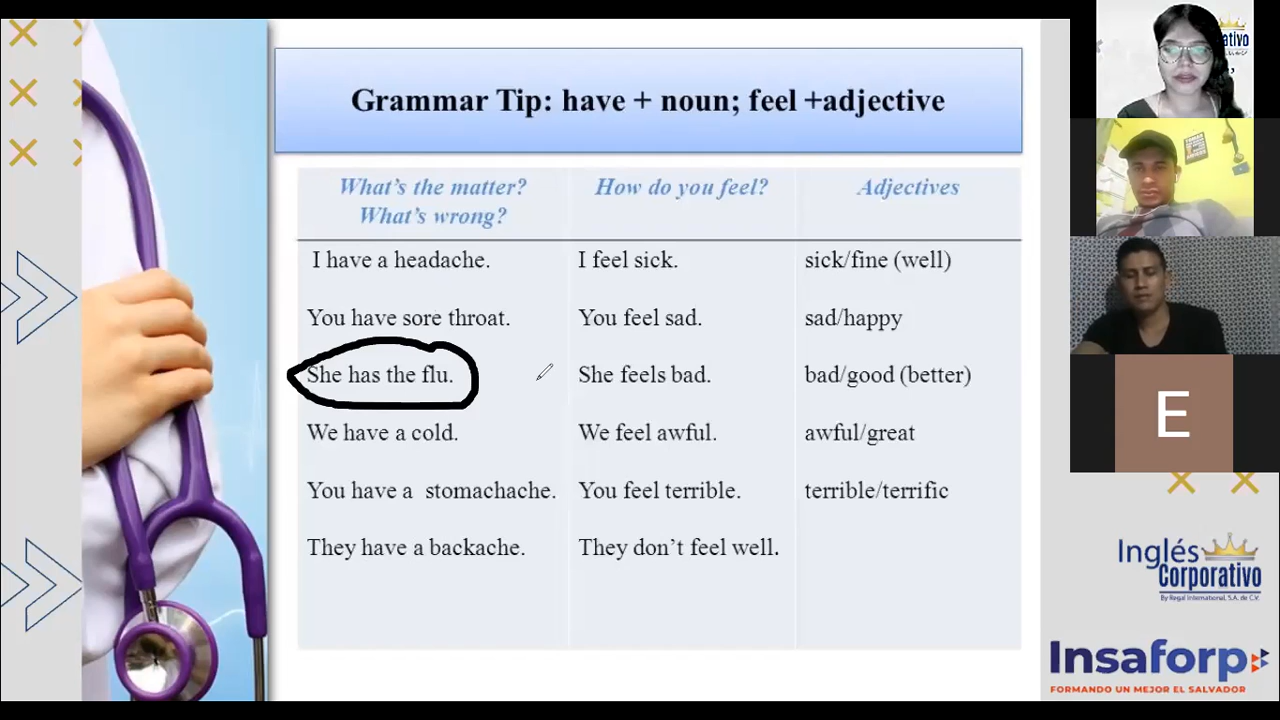 Grammar Tip: have + noun; feel +adjective
What's the matter?
What's wrong?
How do you feel?
Adjectives
I have a headache.
I feel sick.
sick/fine (well)
You have sore throat.
You feel sad.
sad/happy
She has the flu.
She feels bad.
bad/good (better)
We have a cold.
We feel awful.
awful/great
You have a stomachache.
You feel terrible.
terrible/terrific
They have a backache.
They don't feel well.
E
Inglés
Corporativo
By Regal International, S.A. de C.V.
Insaforp
FORMANDO UN MEJOR EL SALVADOR